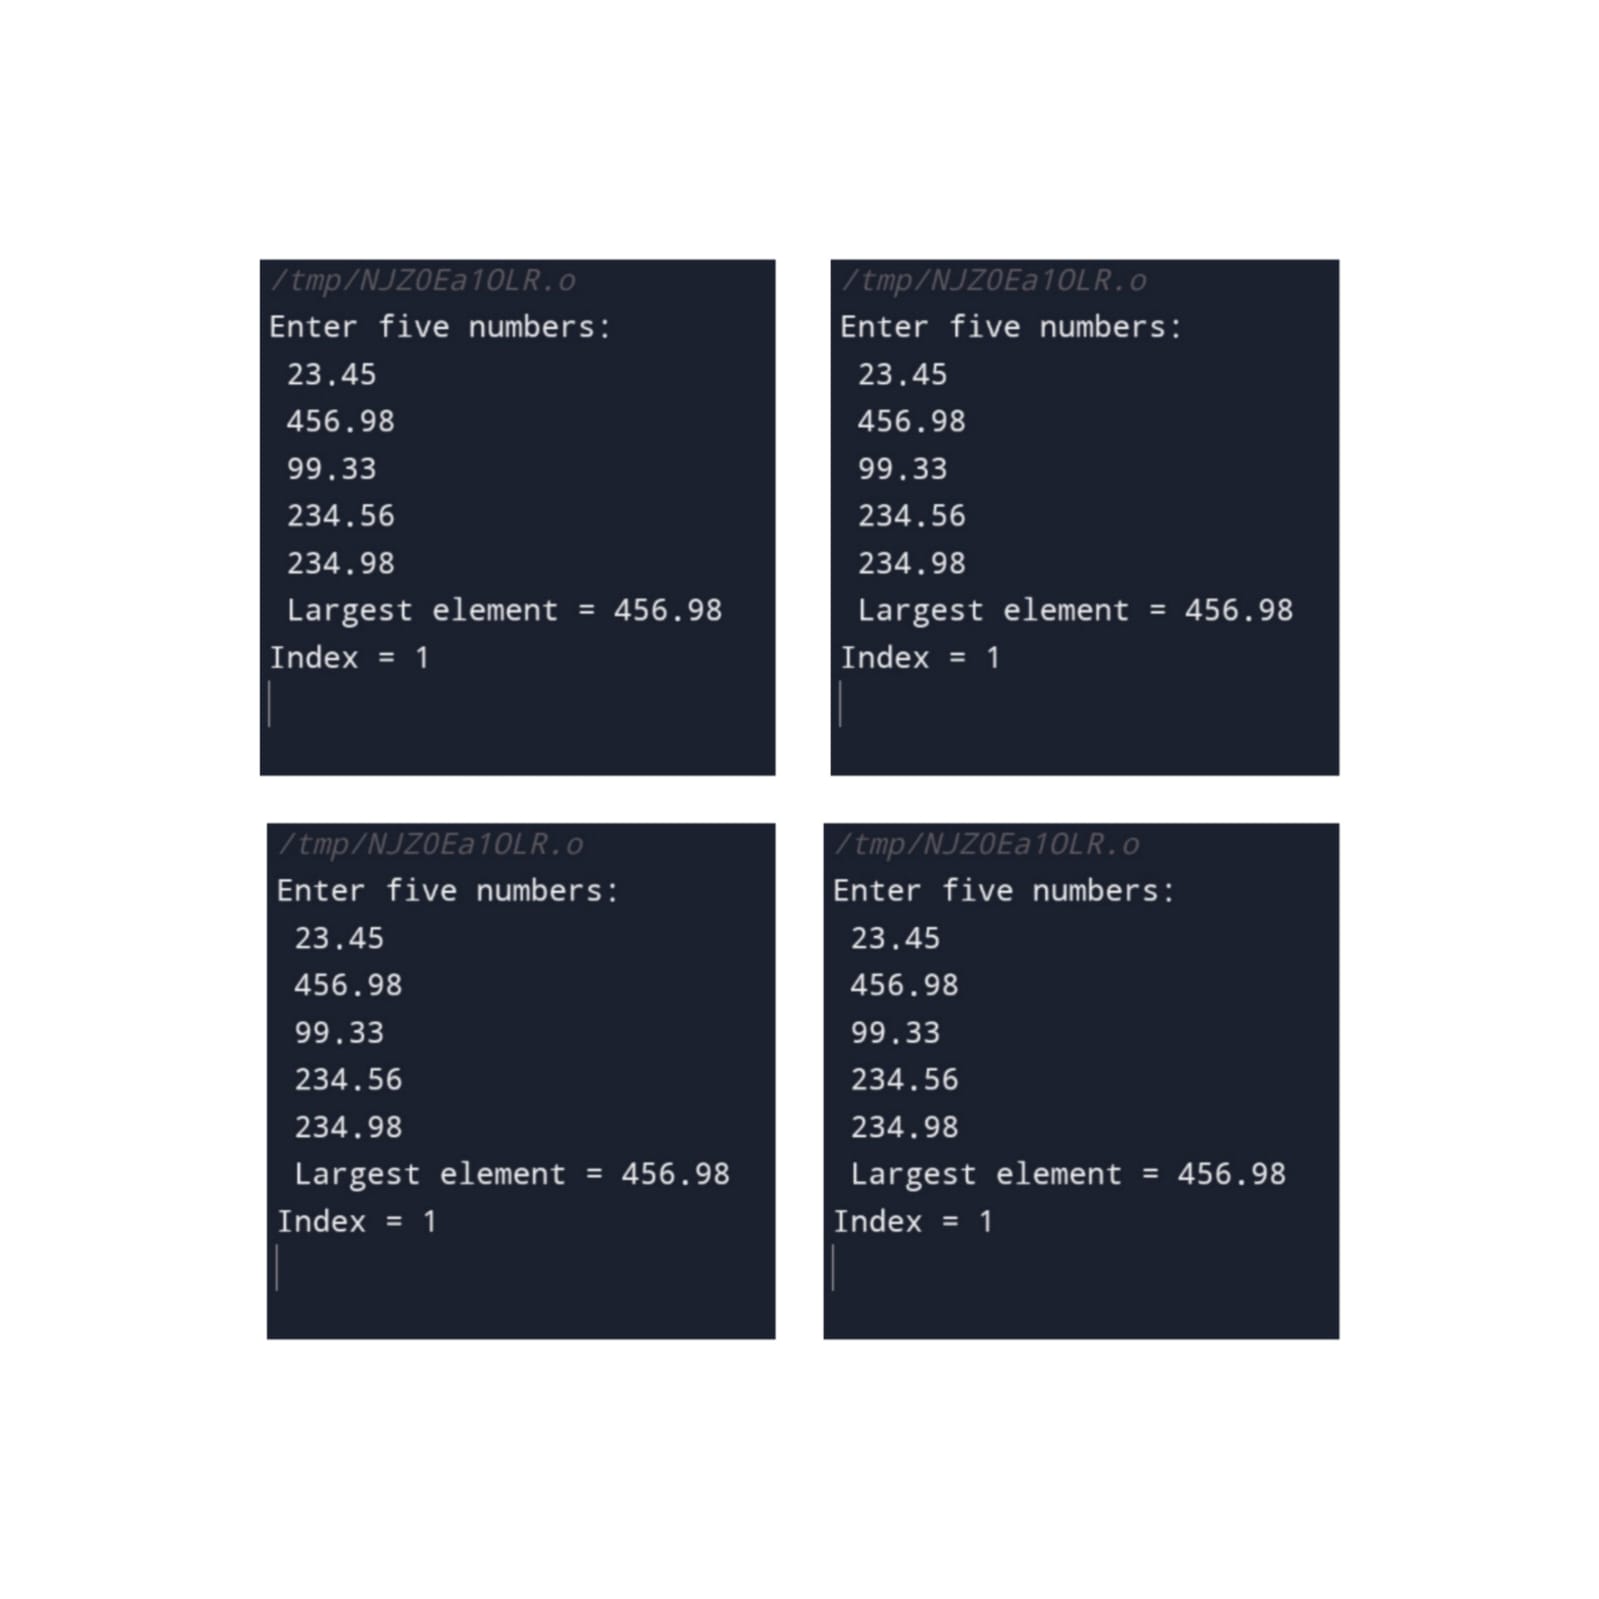 /tmp/NJZ0Ea1OLR.o
Enter five numbers:
23.45
456.98
99.33
234.56
234.98
Largest element = 456.98
Index = 1
/tmp/NJZ0Ea1OLR.o
Enter five numbers:
23.45
456.98
99.33
234.56
234.98
Largest element = 456.98
Index = 1
/tmp/NJZ0Ea1OLR.o
Enter five numbers:
23.45
456.98
99.33
234.56
234.98
Largest element = 456.98
Index = 1
/tmp/NJZ0Ea1OLR.o
Enter five numbers:
23.45
456.98
99.33
234.56
234.98
Largest element = 456.98
Index = 1